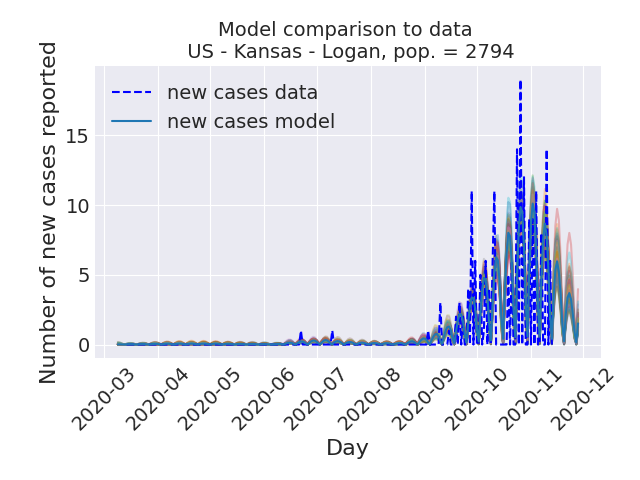 Model comparison to data
US - Kansas - Logan, pop. = 2794
Number of new cases reported
new cases data
new cases model
15
10
5
0
2020-03
2020-04
2020-05
2020-06
2020-07
2020-08
2020-09
2020-10
2020-11
2020-12
Day